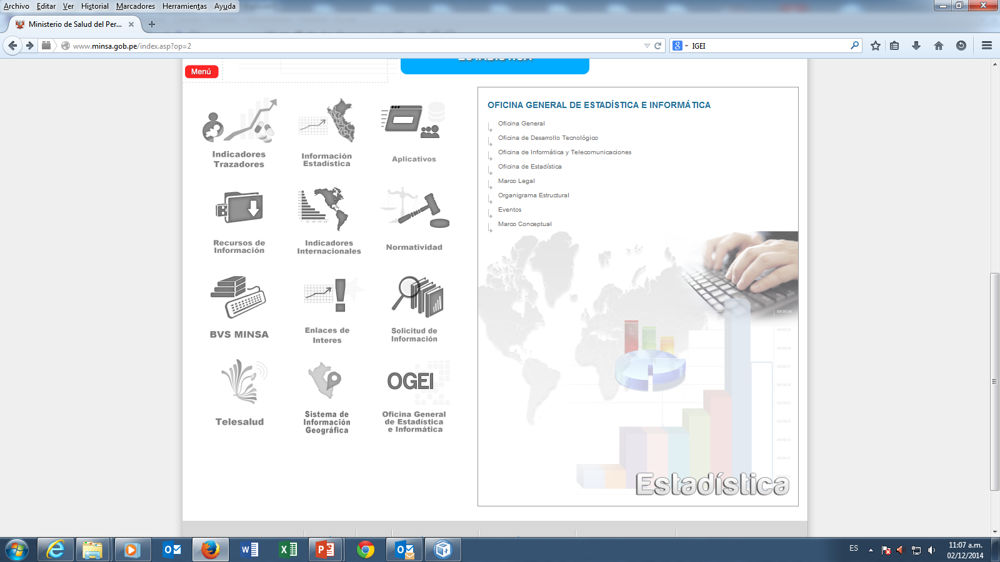 Archivo Editar Ver Historial Marcadores Herramientas Ayuda
Ministerio de Salud del Per...
www.minsa.gob.pe/index.asp?op=2
IGEI
Menú
Indicadores
Trazadores
Información
Estadística
Aplicativos
Recursos de
Información
Indicadores
Internacionales
Normatividad
BVS MINSA
Enlaces de
Interes
Solicitud de
Información
Telesalud
Sistema de
Información
Geográfica
OGEI
Oficina General
de Estadística
e Informática
OFICINA GENERAL DE ESTADÍSTICA E INFORMÁTICA
Oficina General
Oficina de Desarrollo Tecnológico
Oficina de Informática y Telecomunicaciones
Oficina de Estadística
Marco Legal
Organigrama Estructural
Eventos
Marco Conceptual
Estadística
ES
11:07 a.m.
02/12/2014